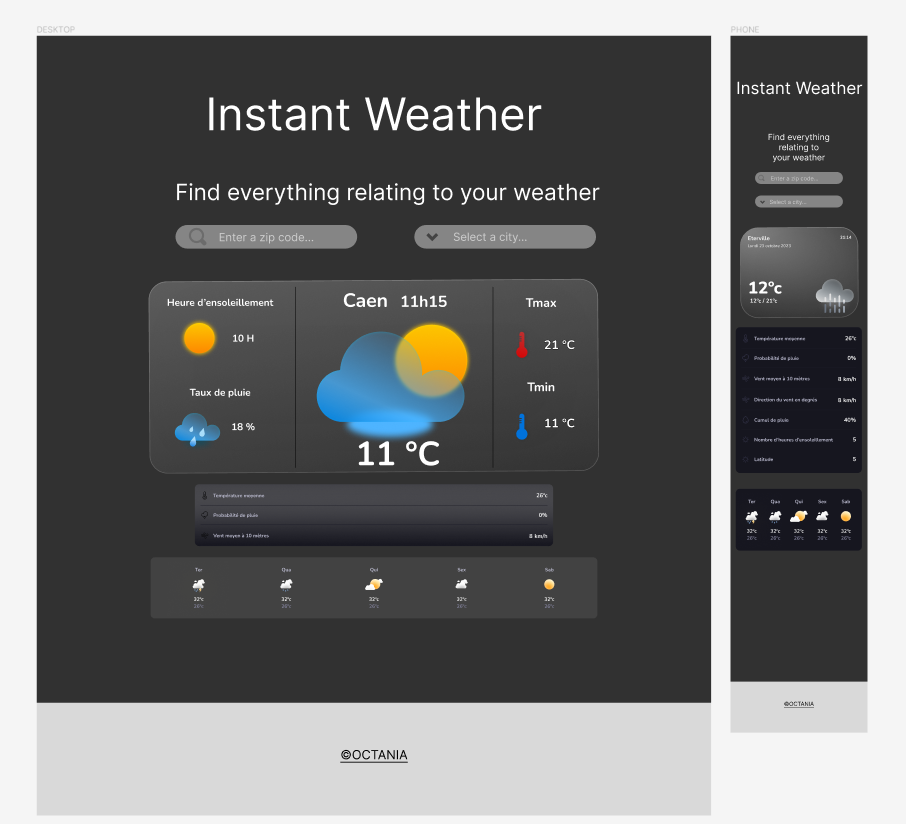 DESKTOP
Instant Weather
Find everything relating to your weather
Enter a zip code...
Select a city...
Heure d'ensoleillement
10 H
Taux de pluie
18 %
Caen 11h15
11 °C
Tmax
21 °C
Tmin
11 °C
Température moyenne 26°c
Probabilité de pluie 0%
Vent moyen à 10 mètres 8 km/h
Ter Qua Qui Sex Sab
32°c 32°c 32°c 32°c 32°c
26°c 26°c 26°c 26°c 26°c
©OCTANIA
PHONE
Instant Weather
Find everything
relating to
your weather
Enter a zip code...
Select a city...
Eterville
Lundi 23 octobre 2023
12°c
12°c / 21°c
Température moyenne 26°c
Probabilité de pluie 0%
Vent moyen à 10 mètres 8 km/h
Direction du vent en degrés 8 km/h
Cumul de pluie 40%
Nombre d'heures d'ensoleillement 5
Latitude 5
Ter Qua Qui Sex Sab
32°c 32°c 32°c 32°c 32°c
26°c 26°c 26°c 26°c 26°c
©OCTANIA